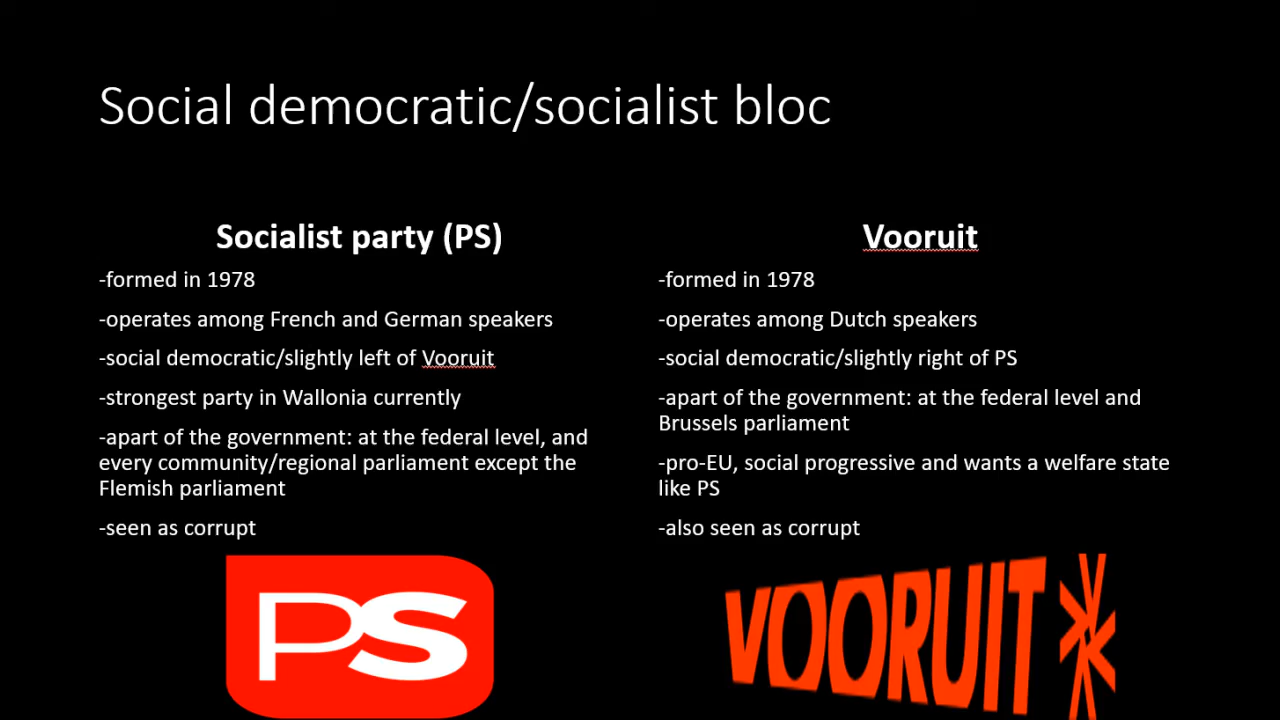 Social democratic/socialist bloc
Socialist party (PS)
-formed in 1978
-operates among French and German speakers
-social democratic/slightly left of Vooruit
-strongest party in Wallonia currently
-apart of the government: at the federal level, and
every community/regional parliament except the
Flemish parliament
-seen as corrupt
PS
Vooruit
-formed in 1978
-operates among Dutch speakers
-social democratic/slightly right of PS
-apart of the government: at the federal level and
Brussels parliament
-pro-EU, social progressive and wants a welfare state
like PS
-also seen as corrupt
VOORUIT